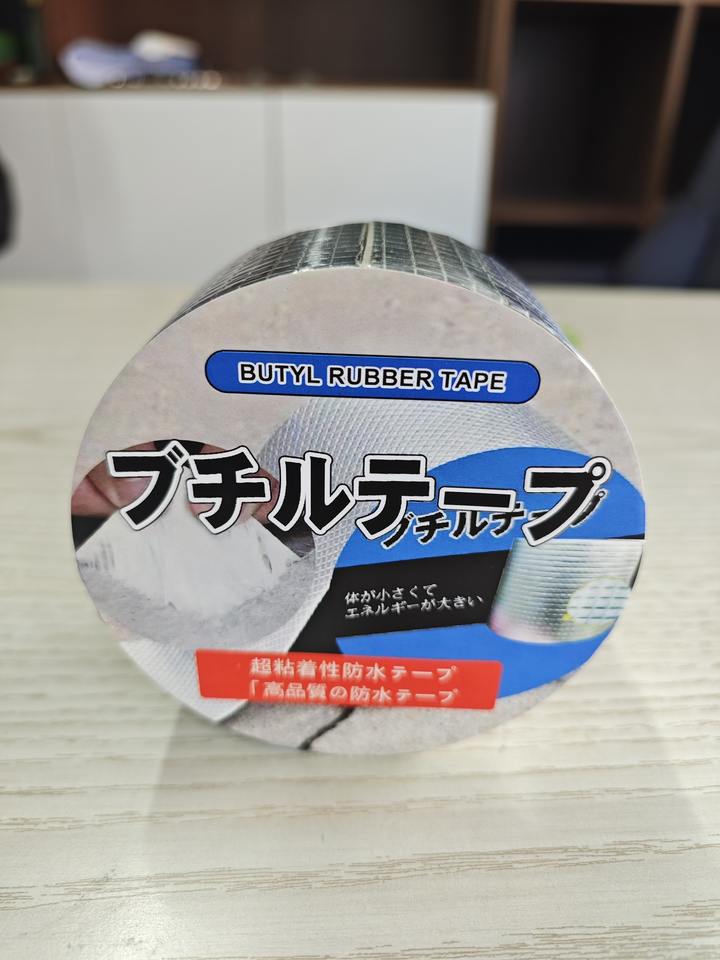 BUTYL RUBBER TAPE
ブチルテープ
ブチルテープ
体が小さくて
エネルギーが大きい
超粘着性防水テープ
「高品質の防水テープ